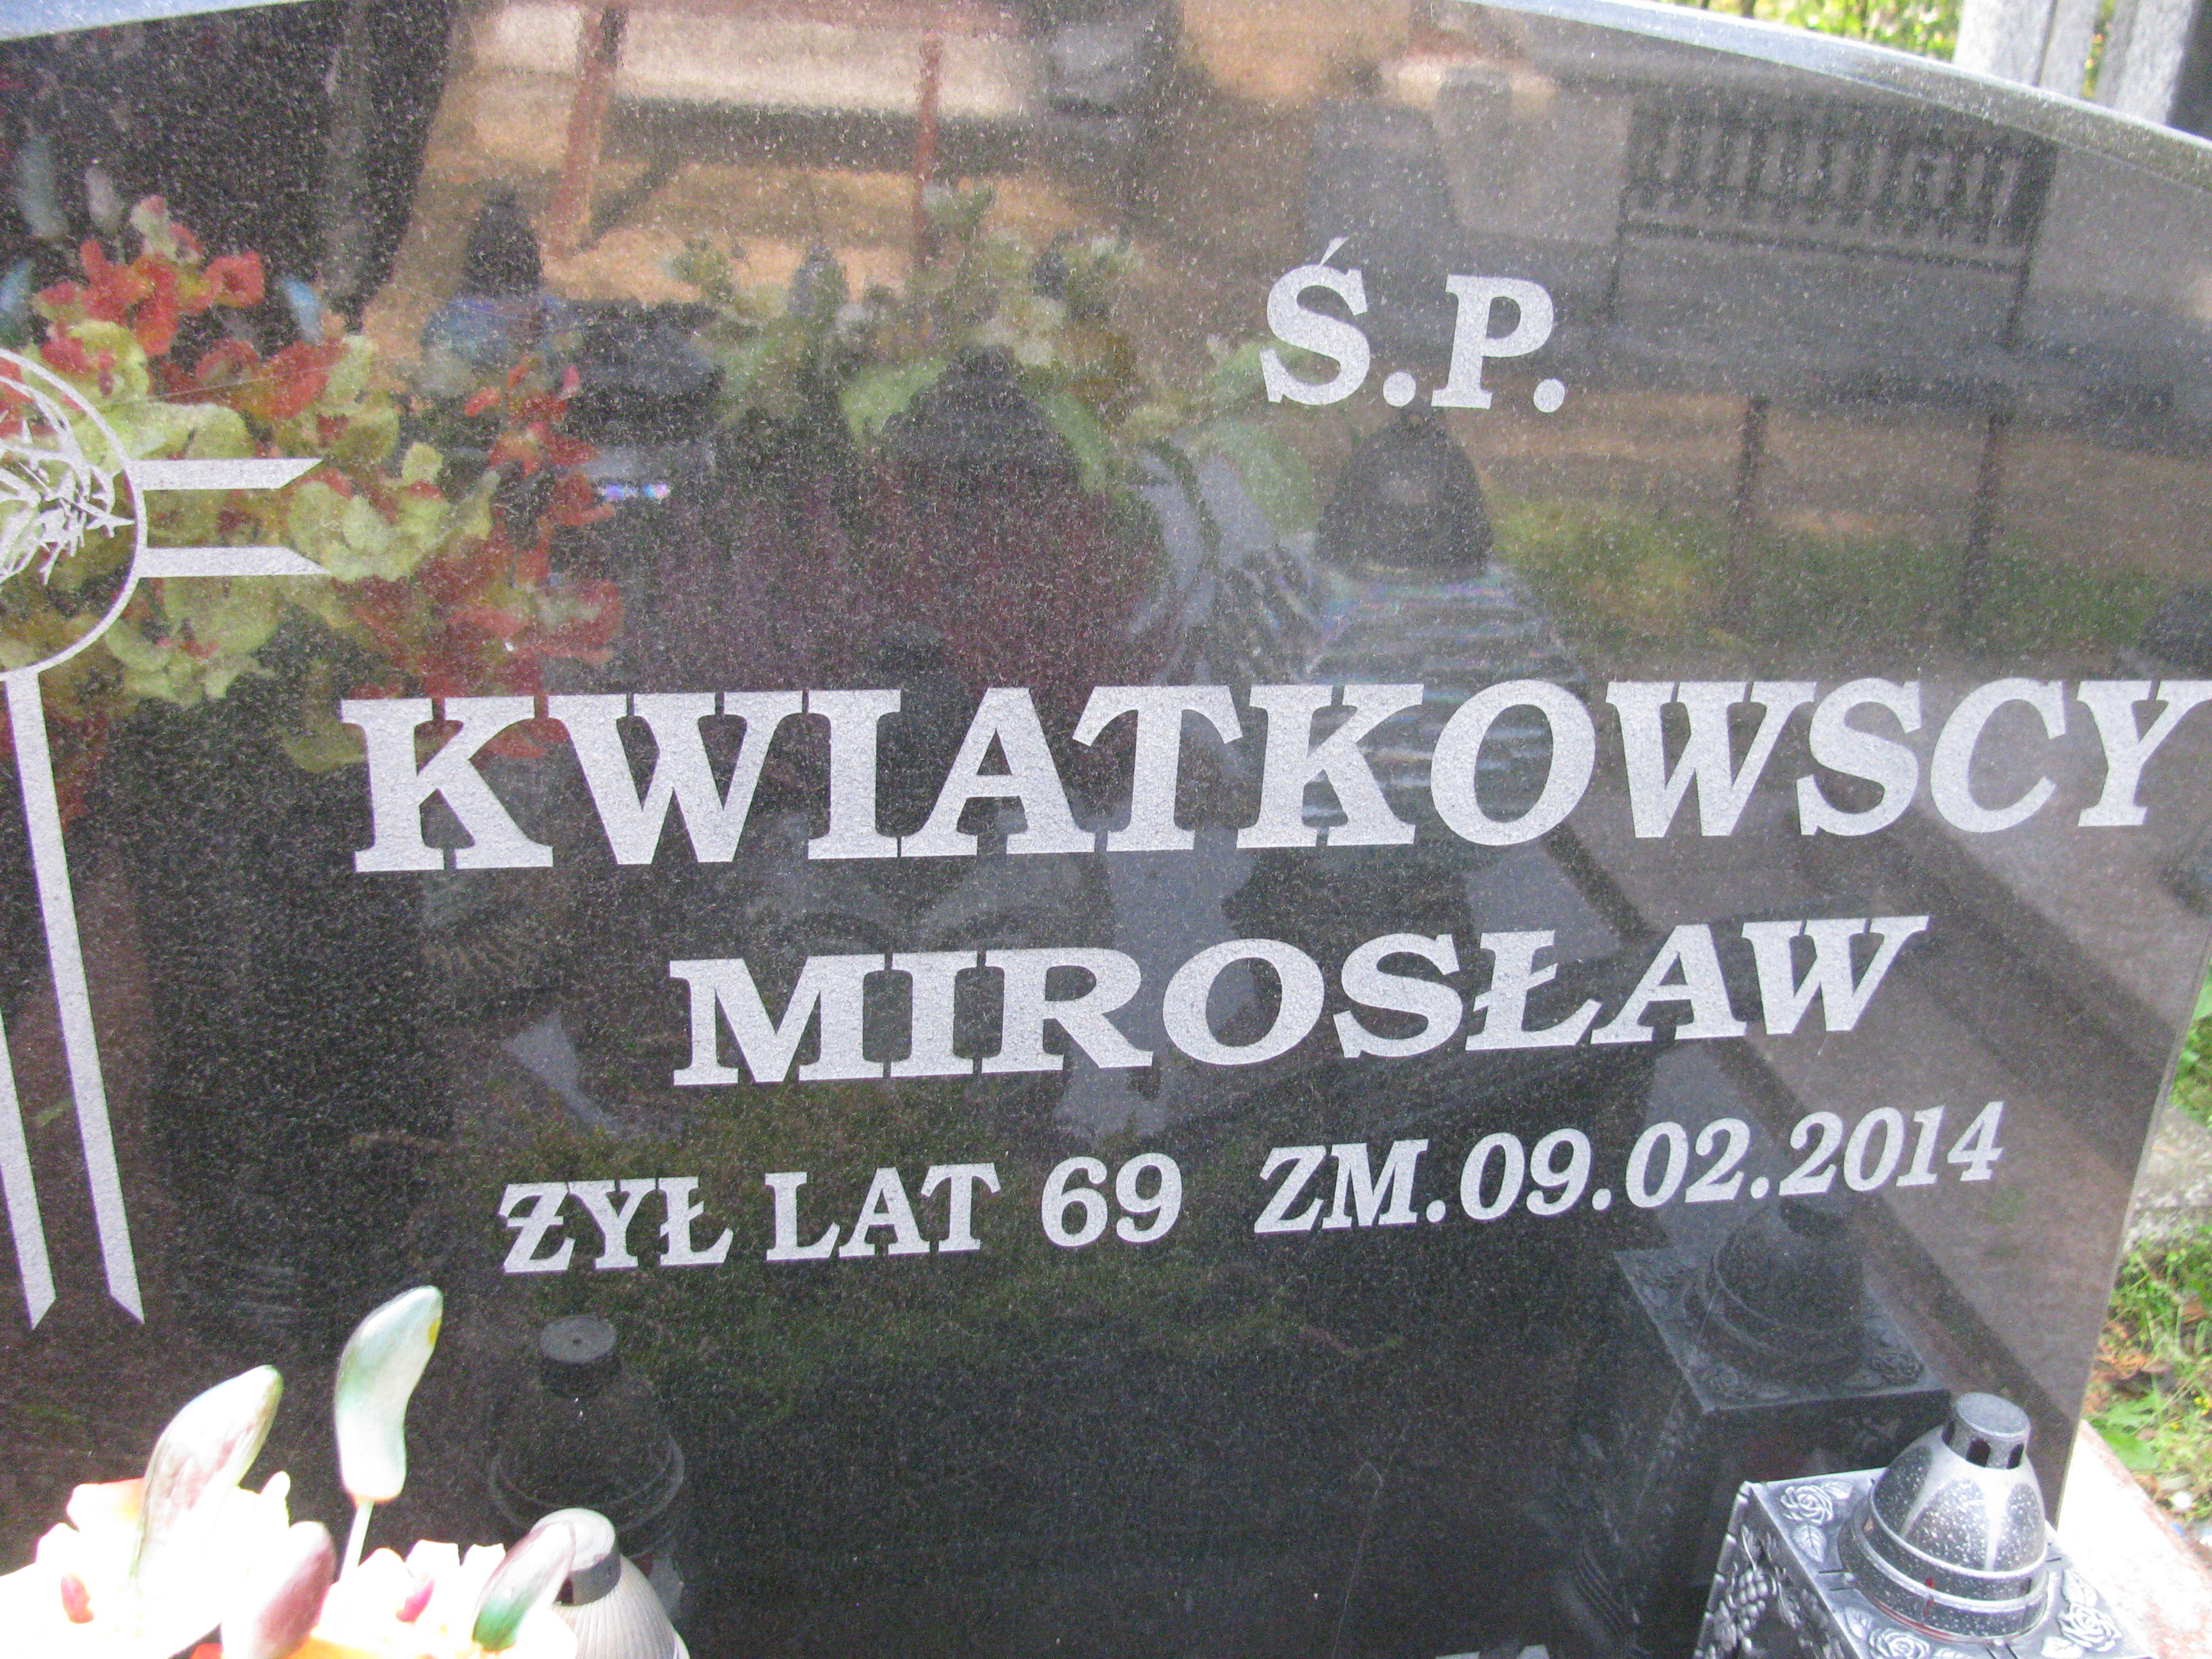 Ś.P.
KWIATKOWSCY
MIROSŁAW
ŻYŁ LAT 69 ZM.09.02.2014